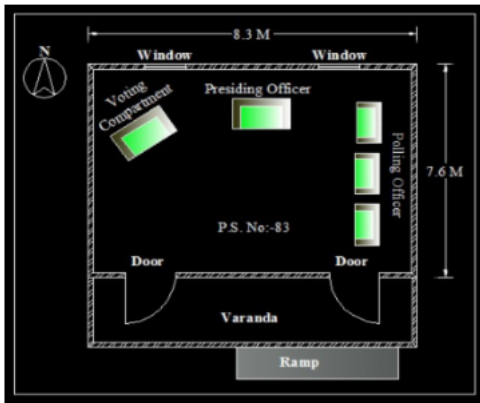 8.3 M
N
Window
Window
Voting
Compartment
Presiding Officer
Polling Officer
7.6 M
P.S. No:-83
Door
Door
Varanda
Ramp